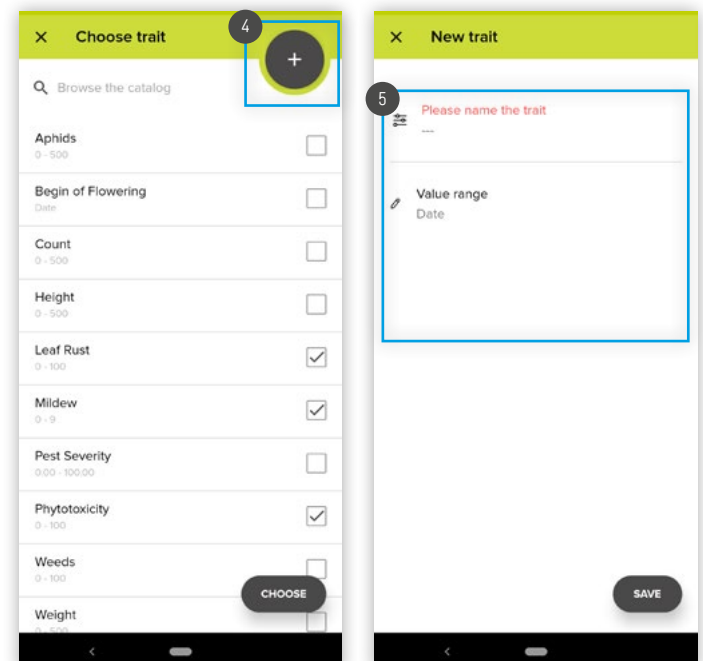 4
× Choose trait
+
Browse the catalog
Aphids
0 - 500
Begin of Flowering
Date
Count
0 - 500
Height
0 - 500
Leaf Rust
0 - 100
Mildew
0 - 9
Pest Severity
0.00 - 100.00
Phytotoxicity
0 - 100
Weeds
0 - 100
CHOOSE
Weight
0 - 500
× New trait
5
Please name the trait
---
Value range
Date
SAVE